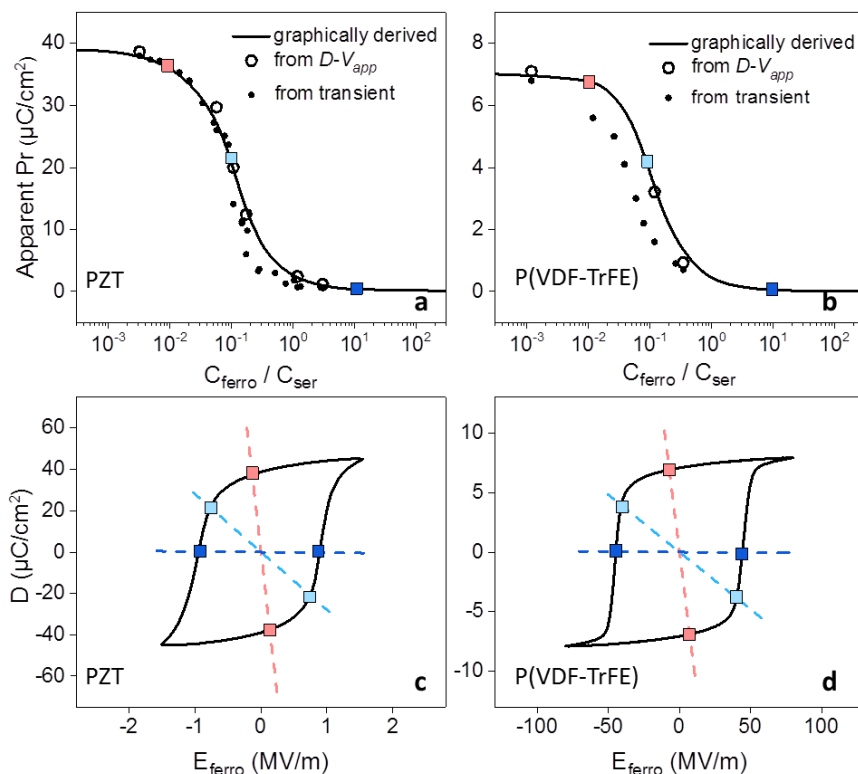 40
30
20
10
0
Apparent Pr (µC/cm²)
graphically derived
from D-Vapp
from transient
PZT
a
10⁻³ 10⁻² 10⁻¹ 10⁰ 10¹ 10²
Cferro / Cser
8
6
4
2
0
graphically derived
from D-Vapp
from transient
P(VDF-TrFE)
b
10⁻³ 10⁻² 10⁻¹ 10⁰ 10¹ 10²
Cferro / Cser
60
40
20
0
-20
-40
-60
D (µC/cm²)
PZT
c
-2 -1 0 1 2
Eferro (MV/m)
10
5
0
-5
-10
P(VDF-TrFE)
d
-100 -50 0 50 100
Eferro (MV/m)